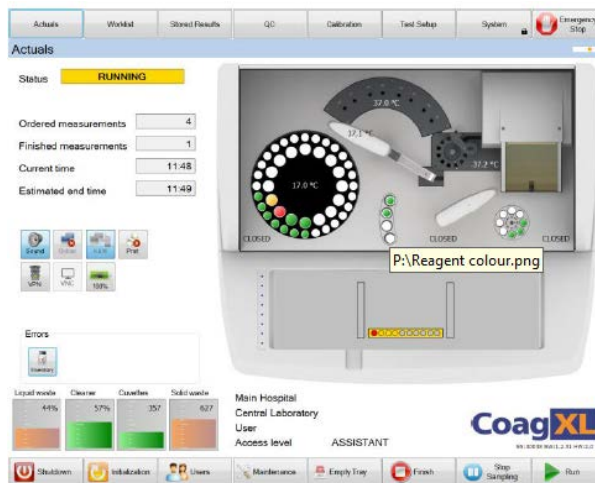 Actuals Worklist Stored Results QC Calibration Test Setup System Emergency Stop
Actuals
Status RUNNING
Ordered measurements 4
Finished measurements 1
Current time 11:48
Estimated end time 11:49
37.0 °C
37.1 °C
37.2 °C
17.0 °C
CLOSED CLOSED CLOSED
P:\Reagent colour.png
Sound Print
VPN VNC 100%
Errors
Inventory
Liquid waste Cleaner Cuvettes Solid waste
44% 57% 357 627
Main Hospital
Central Laboratory
User
Access level ASSISTANT
CoagXL
Shutdown Initialization Users Maintenance Empty Tray Finish Stop Sampling Run